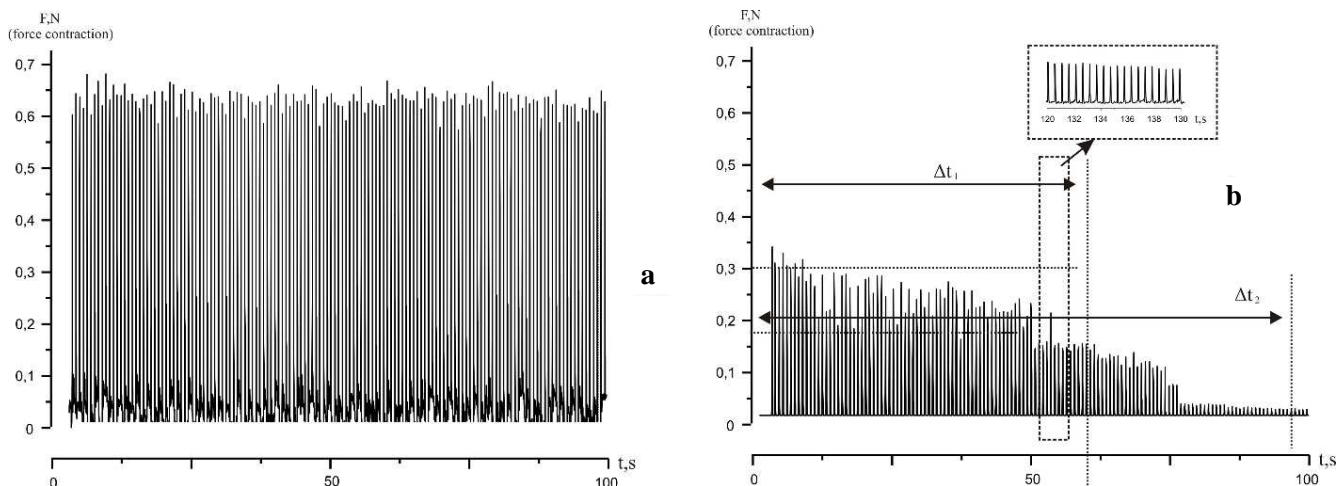 F,N
(force contraction)
0,7
0,6
0,5
0,4
0,3
0,2
0,1
0
0
50
100
t,s
a
F,N
(force contraction)
0,7
0,6
0,5
0,4
0,3
0,2
0,1
0
0
50
100
t,s
120 132 134 136 138 130 t,s
Δt1
Δt2
b